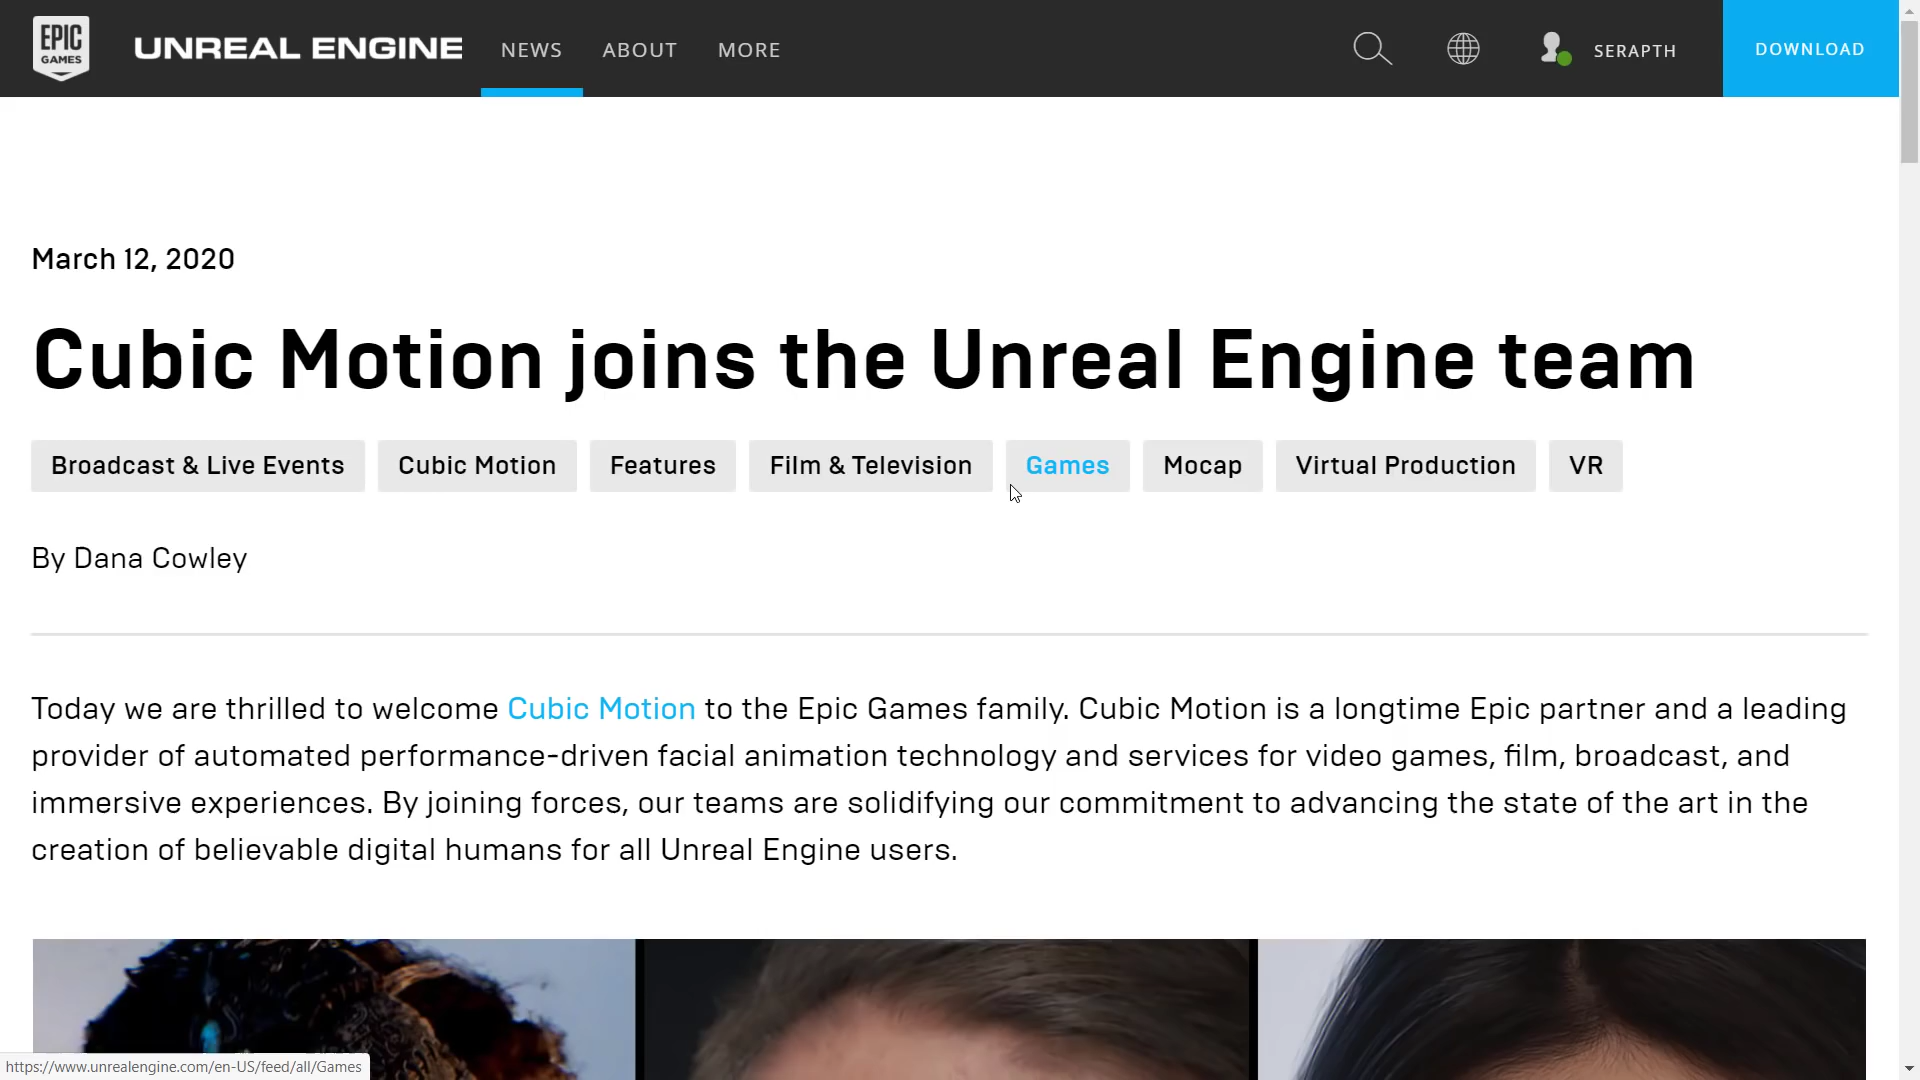 EPIC
GAMES
UNREAL ENGINE
NEWS
ABOUT
MORE
SERAPTH
DOWNLOAD
March 12, 2020
Cubic Motion joins the Unreal Engine team
Broadcast & Live Events
Cubic Motion
Features
Film & Television
Games
Mocap
Virtual Production
VR
By Dana Cowley
Today we are thrilled to welcome Cubic Motion to the Epic Games family. Cubic Motion is a longtime Epic partner and a leading
provider of automated performance-driven facial animation technology and services for video games, film, broadcast, and
immersive experiences. By joining forces, our teams are solidifying our commitment to advancing the state of the art in the
creation of believable digital humans for all Unreal Engine users.
https://www.unrealengine.com/en-US/feed/all/Games